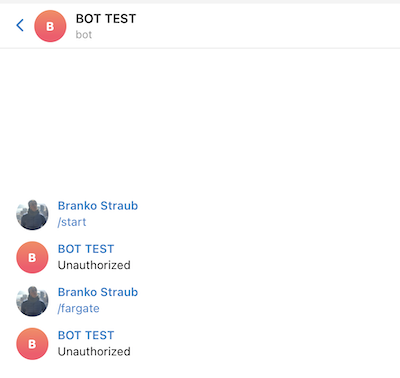 BOT TEST
B
bot
Branko Straub
/start
BOT TEST
B
Unauthorized
Branko Straub
/fargate
BOT TEST
B
Unauthorized